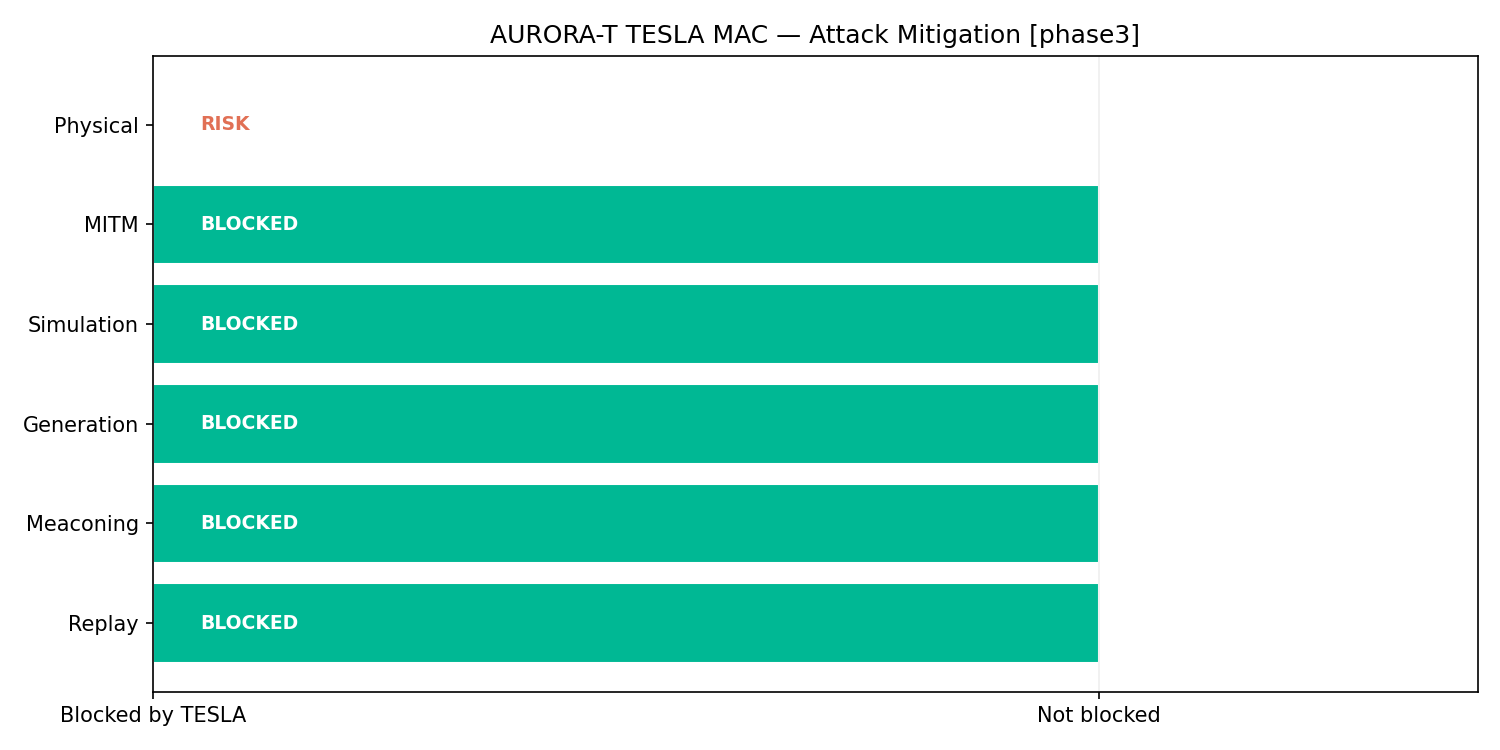 AURORA-T TESLA MAC — Attack Mitigation [phase3]
Physical
RISK
MITM
BLOCKED
Simulation
BLOCKED
Generation
BLOCKED
Meaconing
BLOCKED
Replay
BLOCKED
Blocked by TESLA
Not blocked